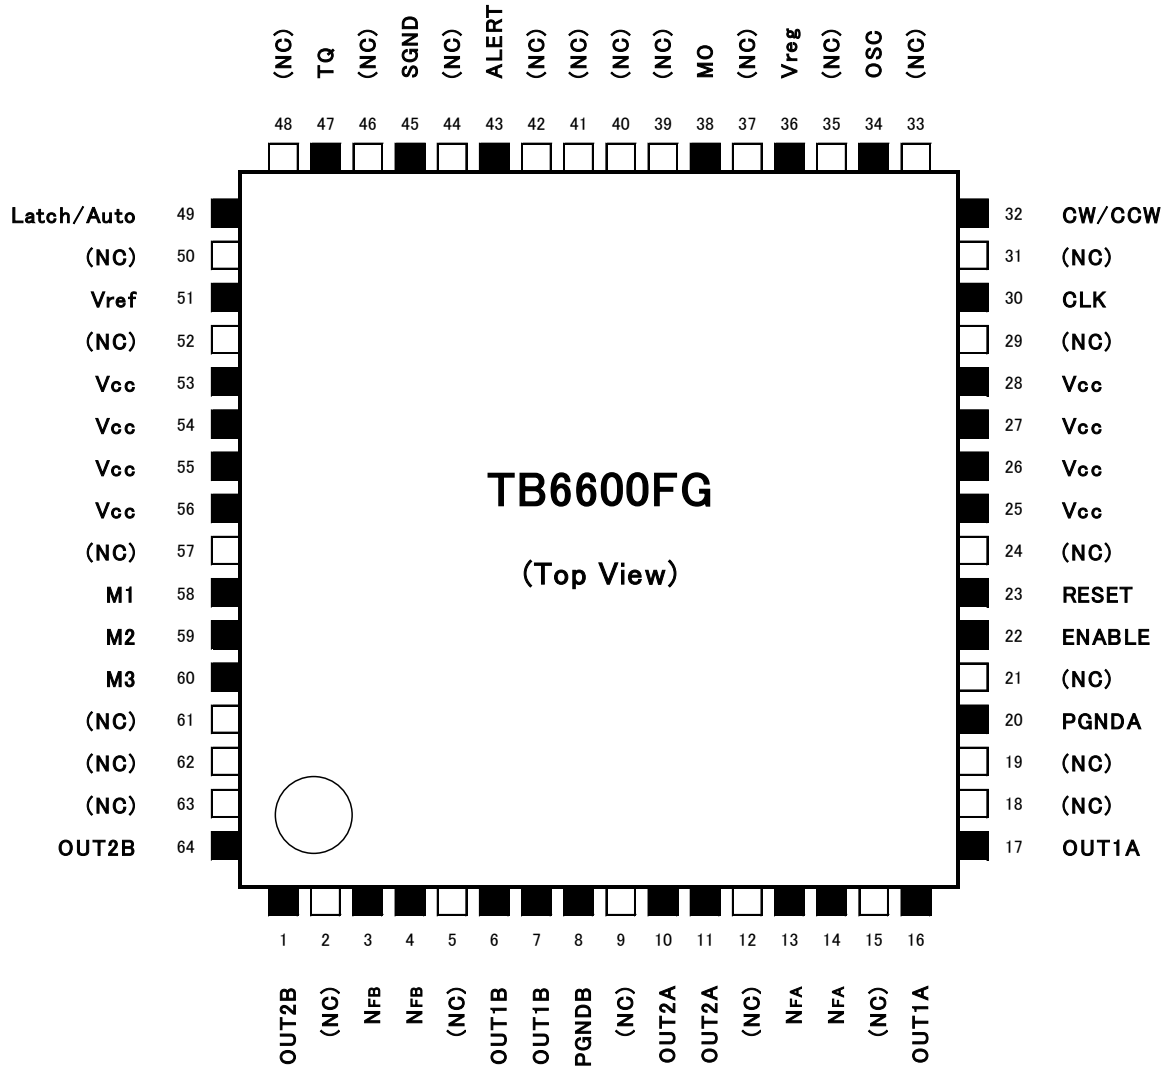 (NC) TQ (NC) SGND (NC) ALERT (NC) (NC) (NC) (NC) MO (NC) Vreg (NC) OSC (NC)
48 47 46 45 44 43 42 41 40 39 38 37 36 35 34 33
Latch/Auto 49 32 CW/CCW
(NC) 50 31 (NC)
Vref 51 30 CLK
(NC) 52 29 (NC)
Vcc 53 28 Vcc
Vcc 54 27 Vcc
Vcc 55 26 Vcc
Vcc 56 25 Vcc
TB6600FG
(NC) 57 24 (NC)
(Top View)
M1 58 23 RESET
M2 59 22 ENABLE
M3 60 21 (NC)
(NC) 61 20 PGNDA
(NC) 62 19 (NC)
(NC) 63 18 (NC)
OUT2B 64 17 OUT1A
1 2 3 4 5 6 7 8 9 10 11 12 13 14 15 16
OUT2B (NC) NFB NFB (NC) OUT1B OUT1B PGNDB (NC) OUT2A OUT2A (NC) NFA NFA (NC) OUT1A